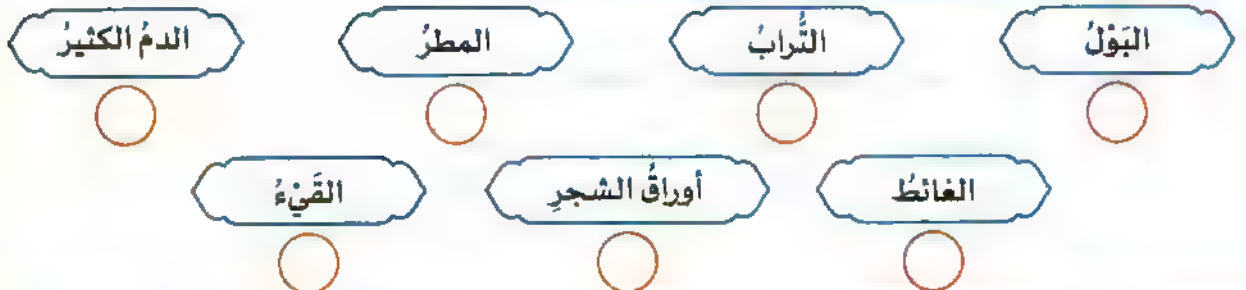 البَوْلُ التُّرابُ المطرُ الدمُ الكثيرُ
الغائطُ أوراقُ الشجرِ القَيْءُ